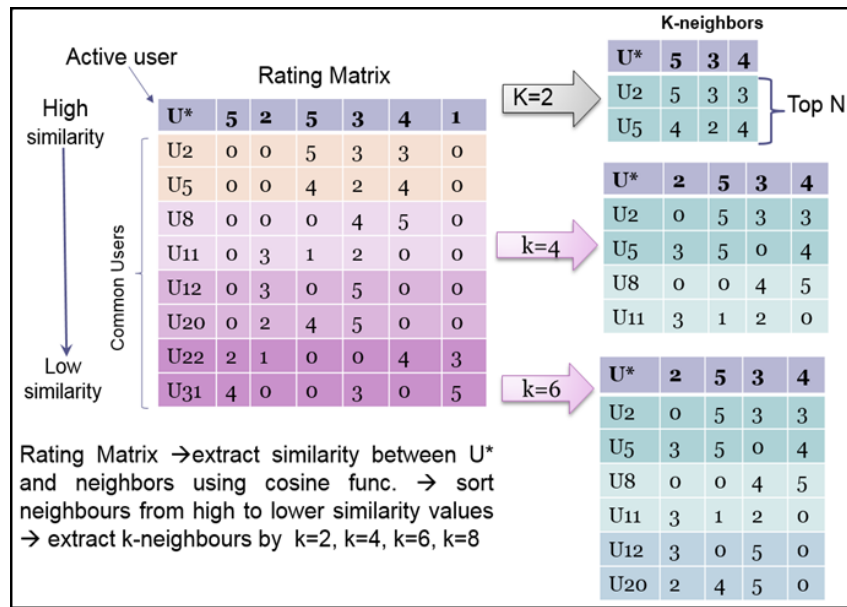 K-neighbors
Active user
Rating Matrix
High
similarity
Low
similarity
Common Users
U* 5 2 5 3 4 1
U2 0 0 5 3 3 0
U5 0 0 4 2 4 0
U8 0 0 0 4 5 0
U11 0 3 1 2 0 0
U12 0 3 0 5 0 0
U20 0 2 4 5 0 0
U22 2 1 0 0 4 3
U31 4 0 0 3 0 5
K=2
U* 5 3 4
U2 5 3 3
U5 4 2 4
Top N
k=4
U* 2 5 3 4
U2 0 5 3 3
U5 3 5 0 4
U8 0 0 4 5
U11 3 1 2 0
k=6
U* 2 5 3 4
U2 0 5 3 3
U5 3 5 0 4
U8 0 0 4 5
U11 3 1 2 0
U12 3 0 5 0
U20 2 4 5 0
Rating Matrix →extract similarity between U*
and neighbors using cosine func. → sort
neighbours from high to lower similarity values
→ extract k-neighbours by k=2, k=4, k=6, k=8